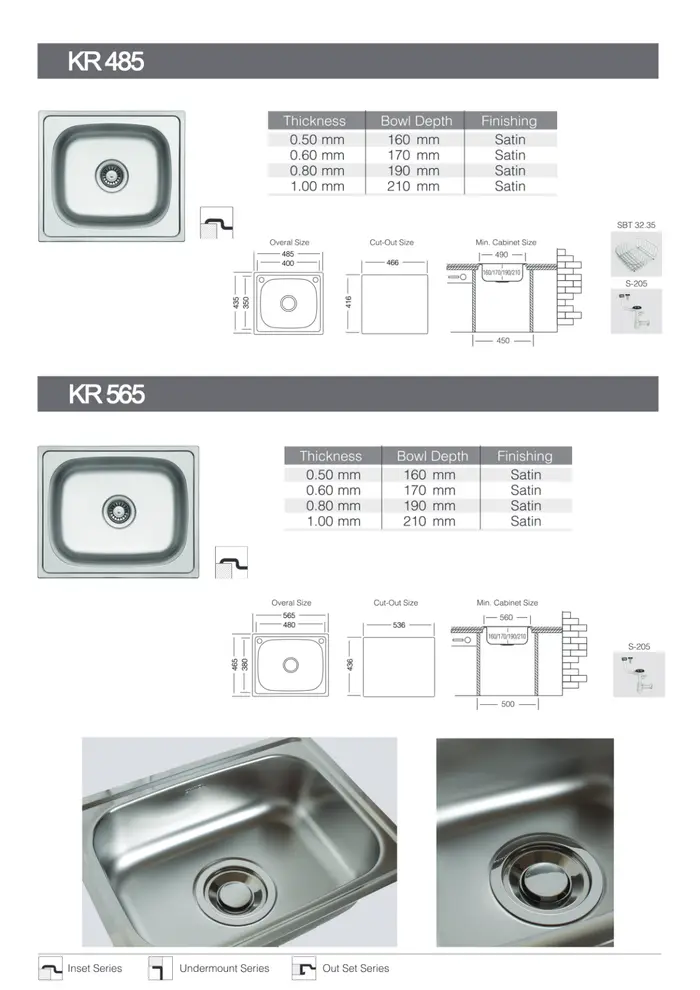 KR 485
Thickness Bowl Depth Finishing
0.50 mm 160 mm Satin
0.60 mm 170 mm Satin
0.80 mm 190 mm Satin
1.00 mm 210 mm Satin
SBT 32.35
Overal Size Cut-Out Size Min. Cabinet Size
485 466 490
400
160/170/190/210
S-205
435 350 416
450
KR 565
Thickness Bowl Depth Finishing
0.50 mm 160 mm Satin
0.60 mm 170 mm Satin
0.80 mm 190 mm Satin
1.00 mm 210 mm Satin
Overal Size Cut-Out Size Min. Cabinet Size
565 536 560
480
160/170/190/210
S-205
465 380 436
500
Inset Series Undermount Series Out Set Series